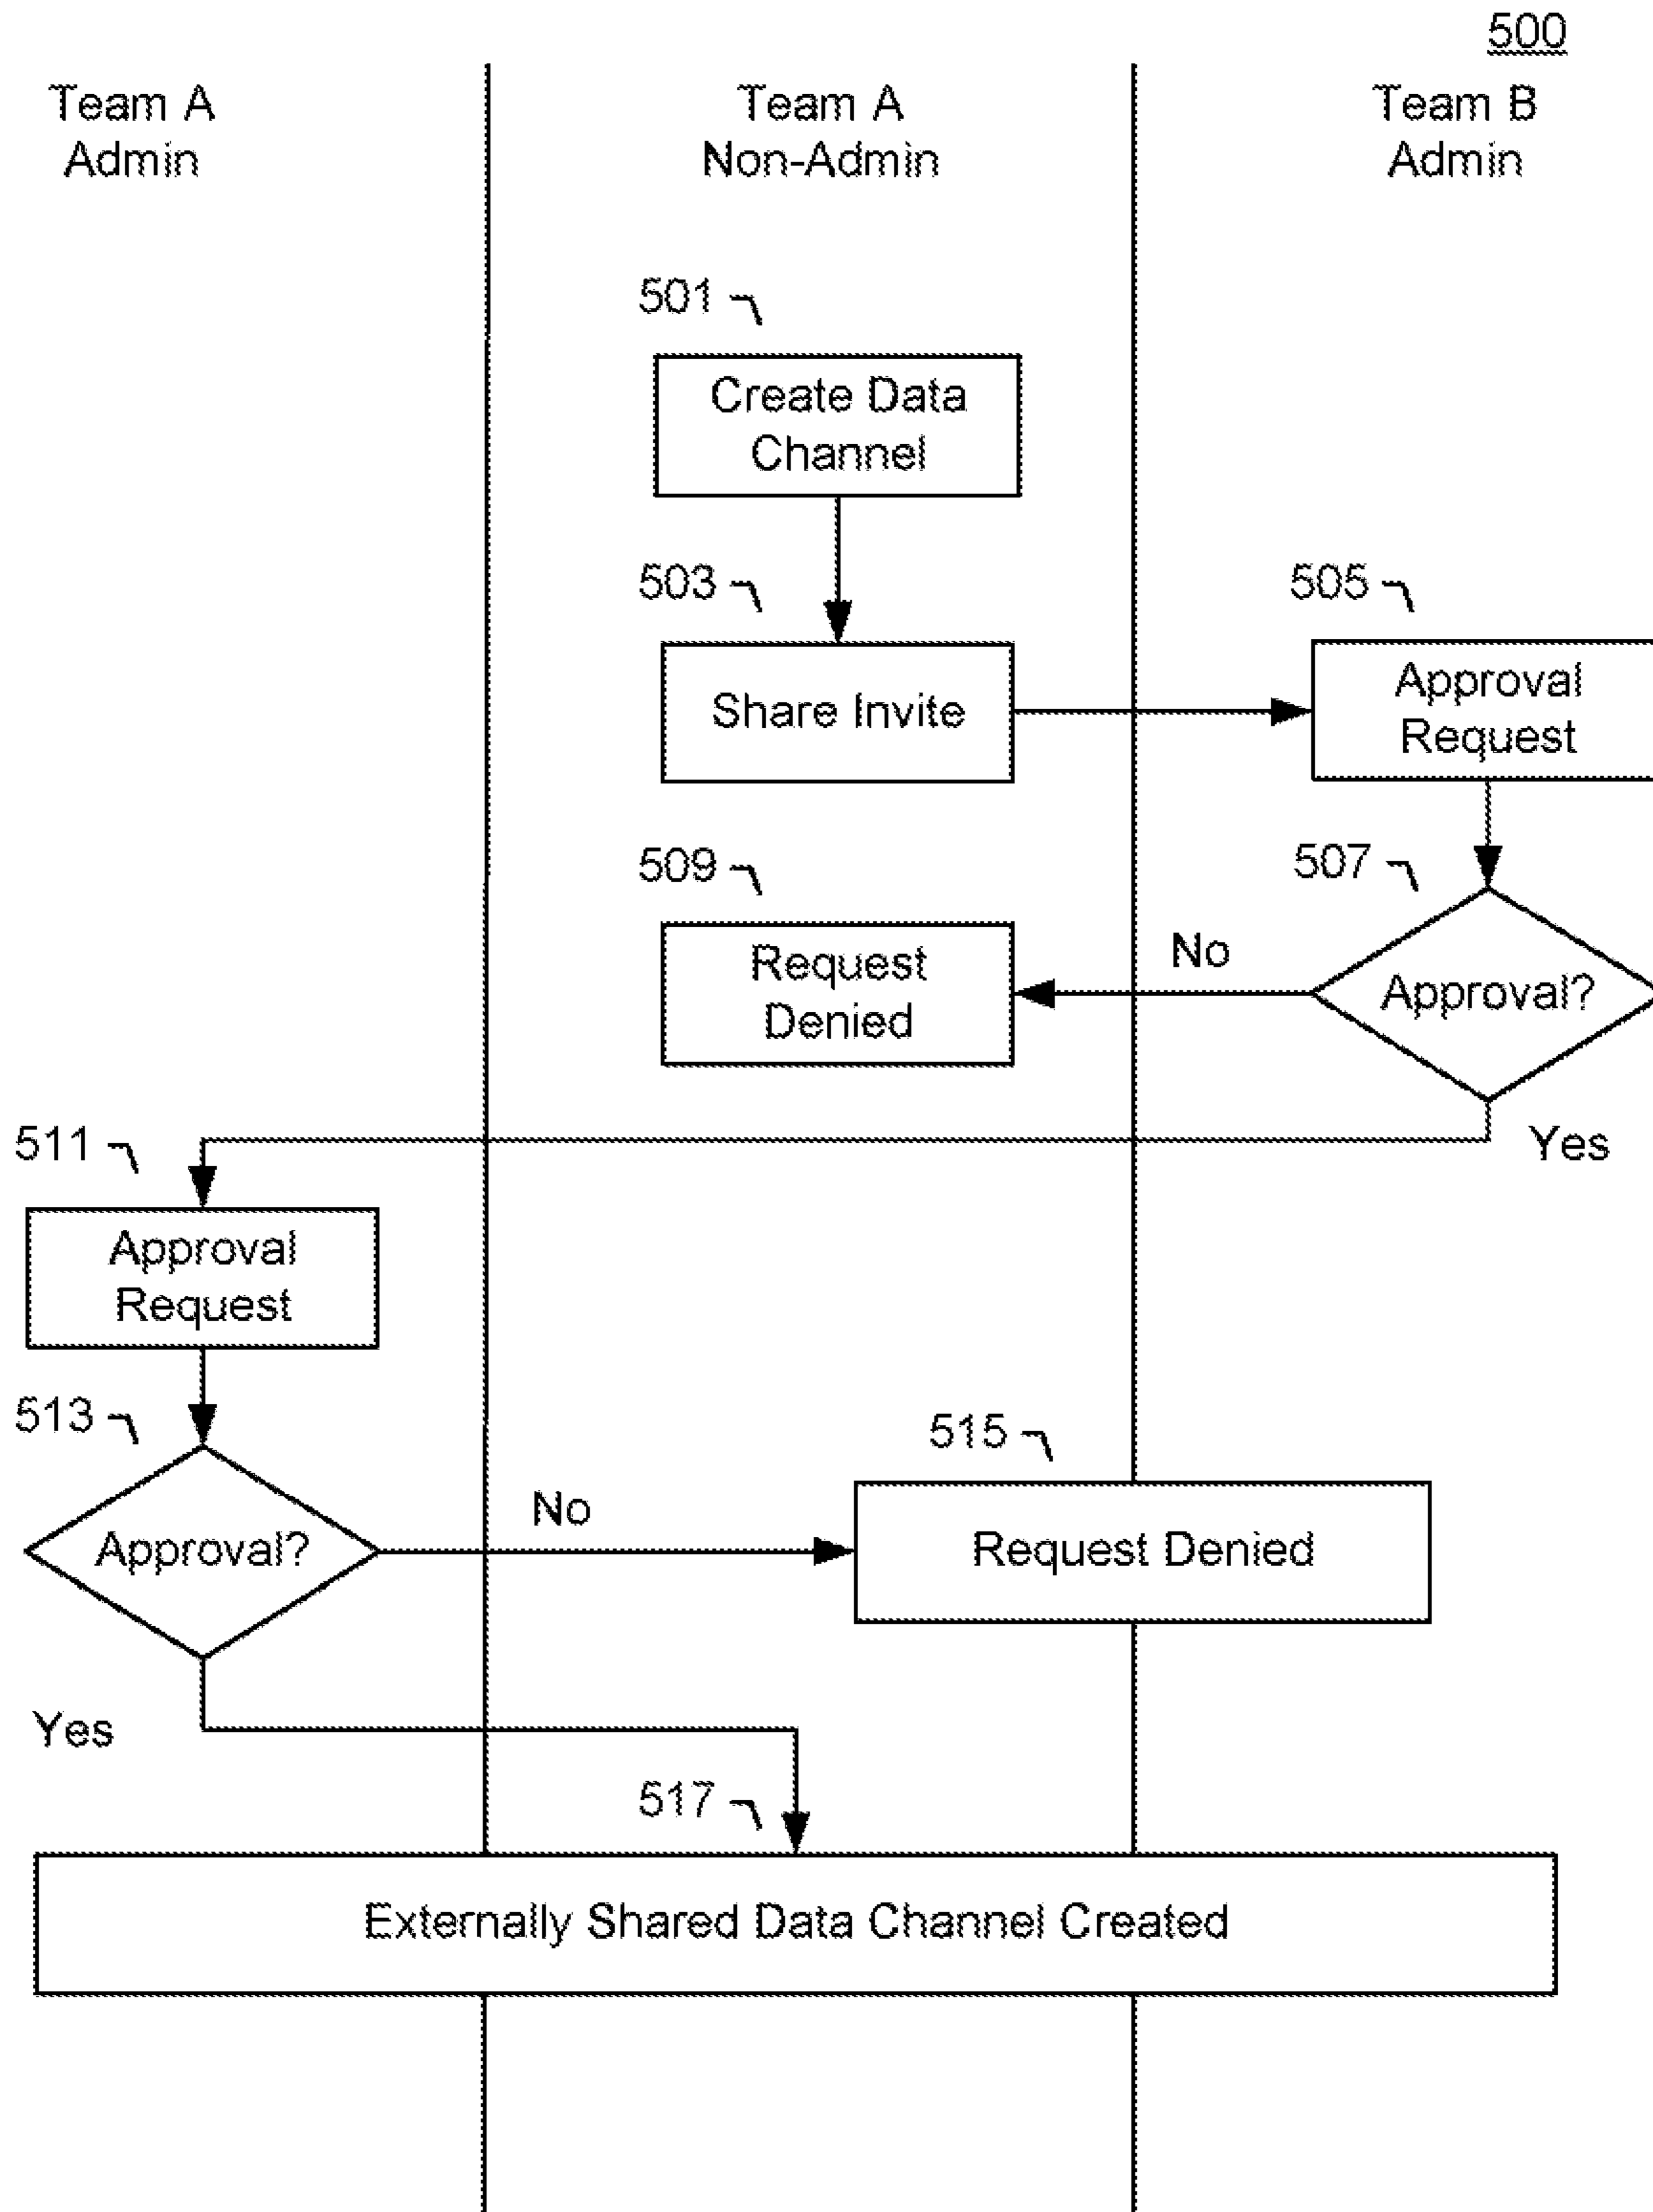 500
Team A
Admin
Team A
Non-Admin
Team B
Admin
501
Create Data
Channel
503
Share Invite
505
Approval
Request
507
Approval?
No
509
Request
Denied
Yes
511
Approval
Request
513
Approval?
No
515
Request Denied
Yes
517
Externally Shared Data Channel Created